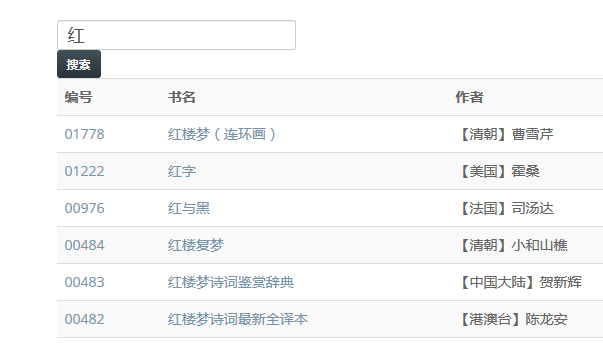 红
搜索
编号 书名 作者
01778 红楼梦（连环画） 【清朝】曹雪芹
01222 红字 【美国】霍桑
00976 红与黑 【法国】司汤达
00484 红楼复梦 【清朝】小和山樵
00483 红楼梦诗词鉴赏辞典 【中国大陆】贺新辉
00482 红楼梦诗词最新全译本 【港澳台】陈龙安